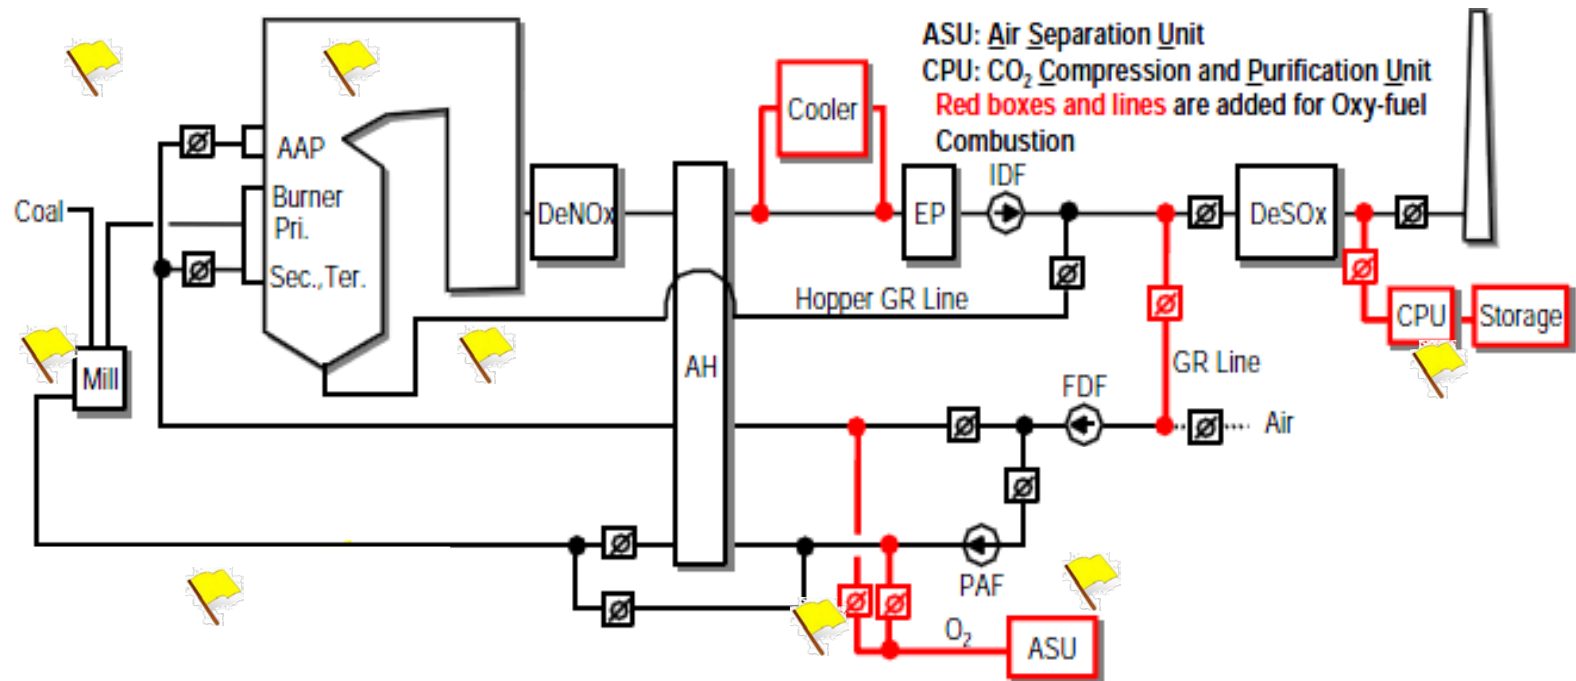 ASU: Air Separation Unit
CPU: CO₂ Compression and Purification Unit
Red boxes and lines are added for Oxy-fuel
Combustion
Cooler
AAP
Burner
Pri.
Sec.,Ter.
Coal
Mill
DeNOx
AH
EP
IDF
DeSOx
Hopper GR Line
CPU
Storage
GR Line
FDF
Air
PAF
O₂
ASU